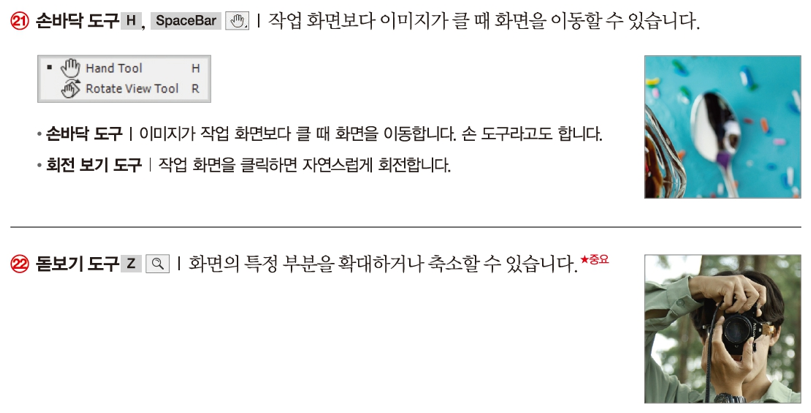 ㉑ 손바닥 도구 H, SpaceBar | 작업 화면보다 이미지가 클 때 화면을 이동할 수 있습니다.
Hand Tool H
Rotate View Tool R
• 손바닥 도구 | 이미지가 작업 화면보다 클 때 화면을 이동합니다. 손 도구라고도 합니다.
• 회전 보기 도구 | 작업 화면을 클릭하면 자연스럽게 회전합니다.
㉒ 돋보기 도구 Z | 화면의 특정 부분을 확대하거나 축소할 수 있습니다. ★중요